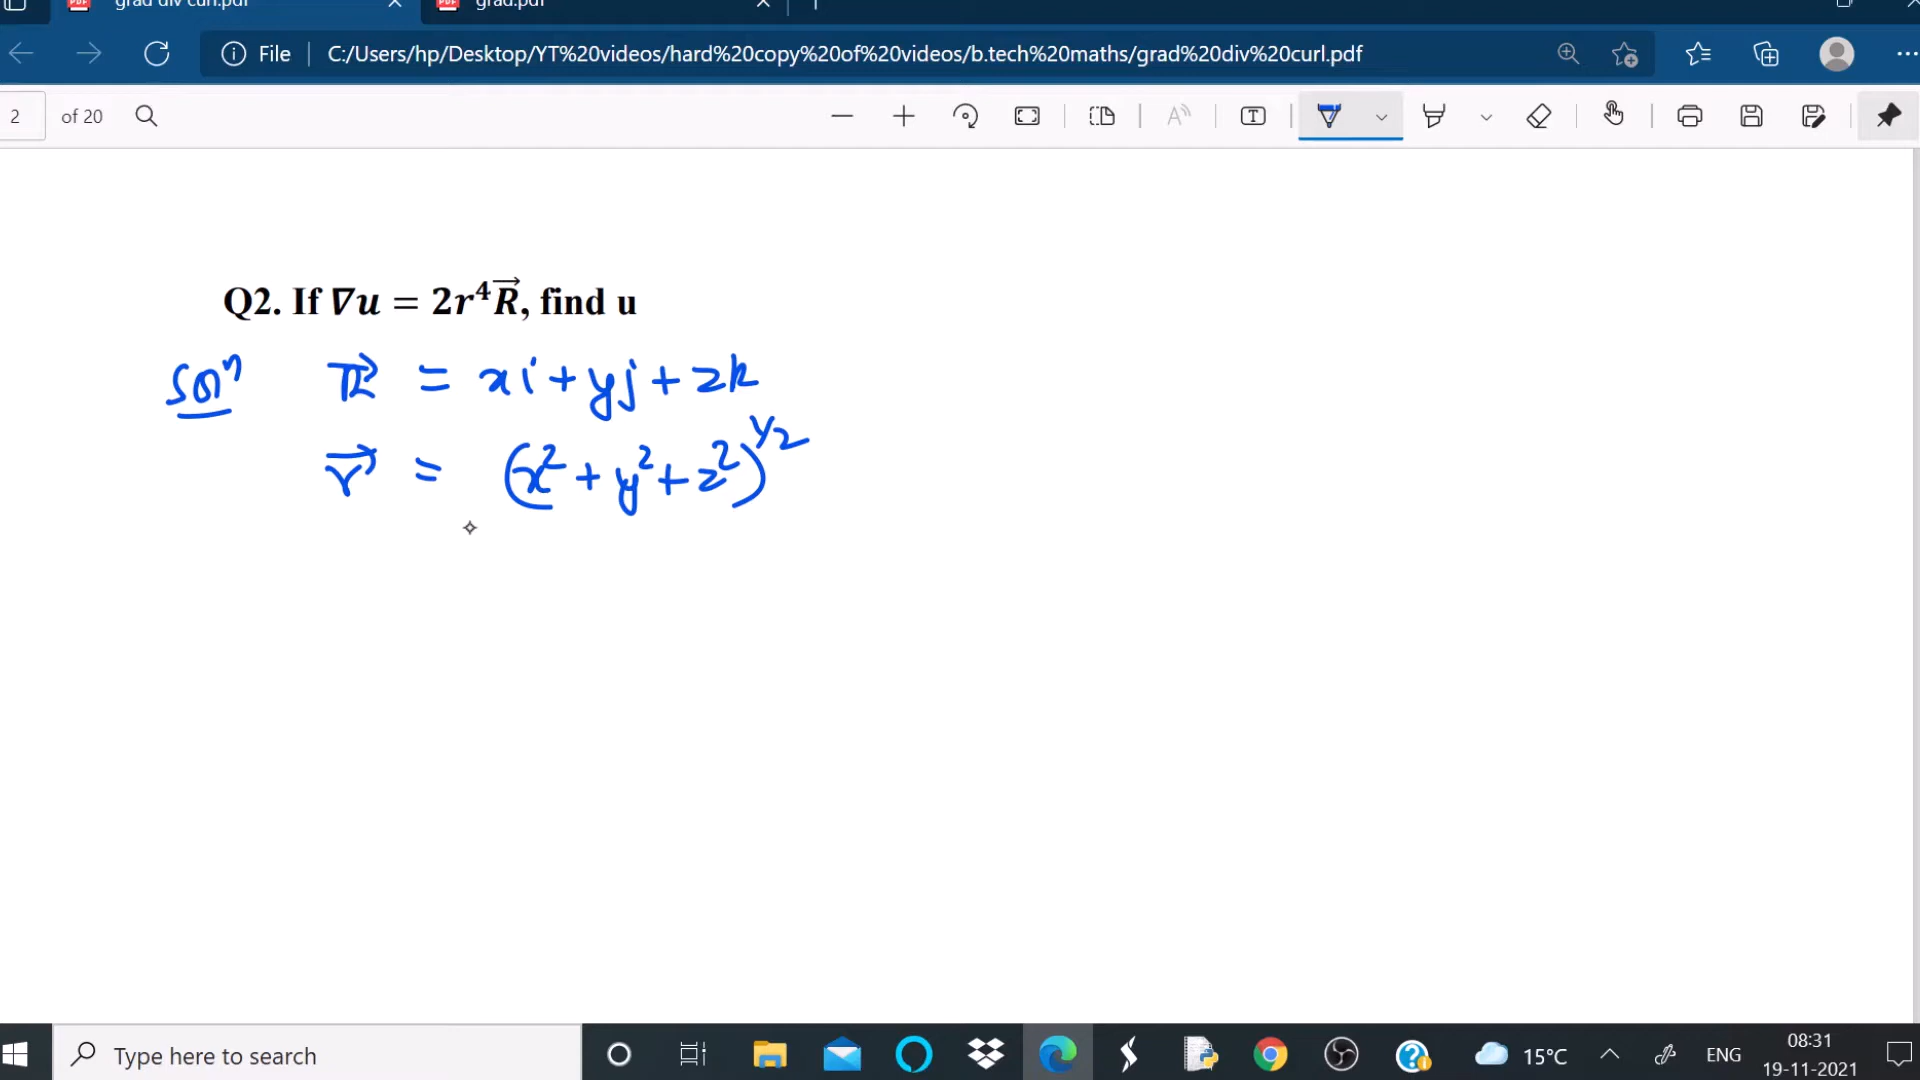 grad div curl.pdf
grad.pdf
File C:/Users/hp/Desktop/YT%20videos/hard%20copy%20of%20videos/b.tech%20maths/grad%20div%20curl.pdf
2 of 20
Q2. If ∇u = 2r⁴R⃗, find u
Solⁿ R⃗ = xi + yj + zk
r⃗ = (x² + y² + z²)^1/2
Type here to search 15°C ENG 08:31
19-11-2021